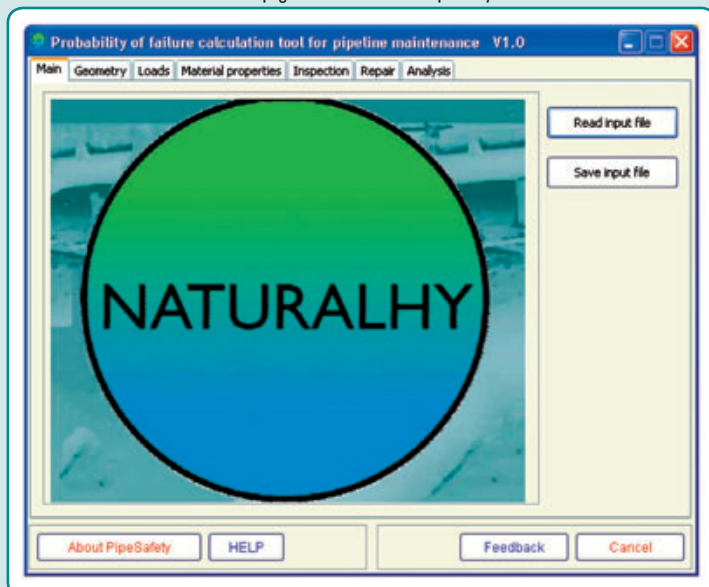 Probability of failure calculation tool for pipeline maintenance V1.0
Main Geometry Loads Material properties Inspection Repair Analysis
Read input file
Save input file
NATURALHY
About PipeSafety HELP Feedback Cancel